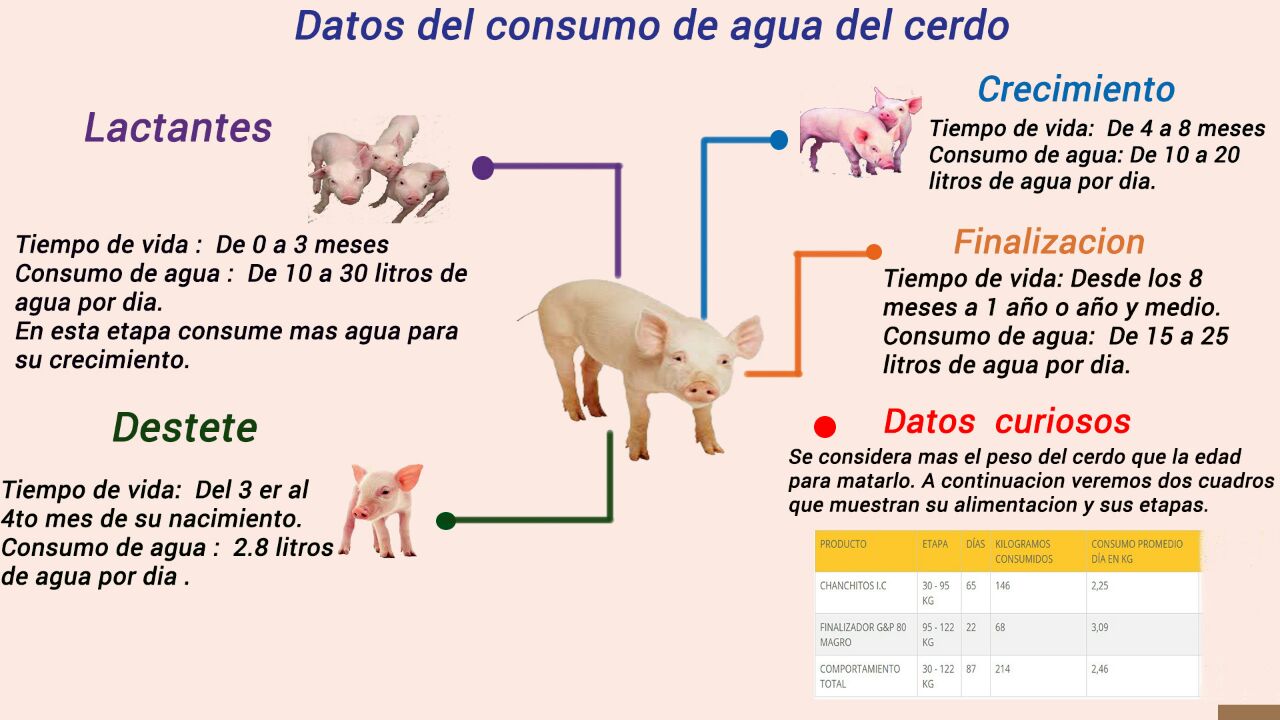 Datos del consumo de agua del cerdo
Lactantes
Tiempo de vida :  De 0 a 3 meses
Consumo de agua :  De 10 a 30 litros de
agua por dia.
En esta etapa consume mas agua para
su crecimiento.
Destete
Tiempo de vida:  Del 3 er al
4to mes de su nacimiento.
Consumo de agua :  2.8 litros
de agua por dia .
Crecimiento
Tiempo de vida:  De 4 a 8 meses
Consumo de agua: De 10 a 20
litros de agua por dia.
Finalizacion
Tiempo de vida: Desde los 8
meses a 1 año o año y medio.
Consumo de agua:  De 15 a 25
litros de agua por dia.
Datos  curiosos
Se considera mas el peso del cerdo que la edad
para matarlo. A continuacion veremos dos cuadros
que muestran su alimentacion y sus etapas.
PRODUCTO ETAPA DÍAS KILOGRAMOS CONSUMO PROMEDIO
CONSUMIDOS DÍA EN KG
CHANCHITOS I.C 30 - 95 65 146 2,25
KG
FINALIZADOR G&P 80 95 - 122 22 68 3,09
MAGRO KG
COMPORTAMIENTO 30 - 122 87 214 2,46
TOTAL KG